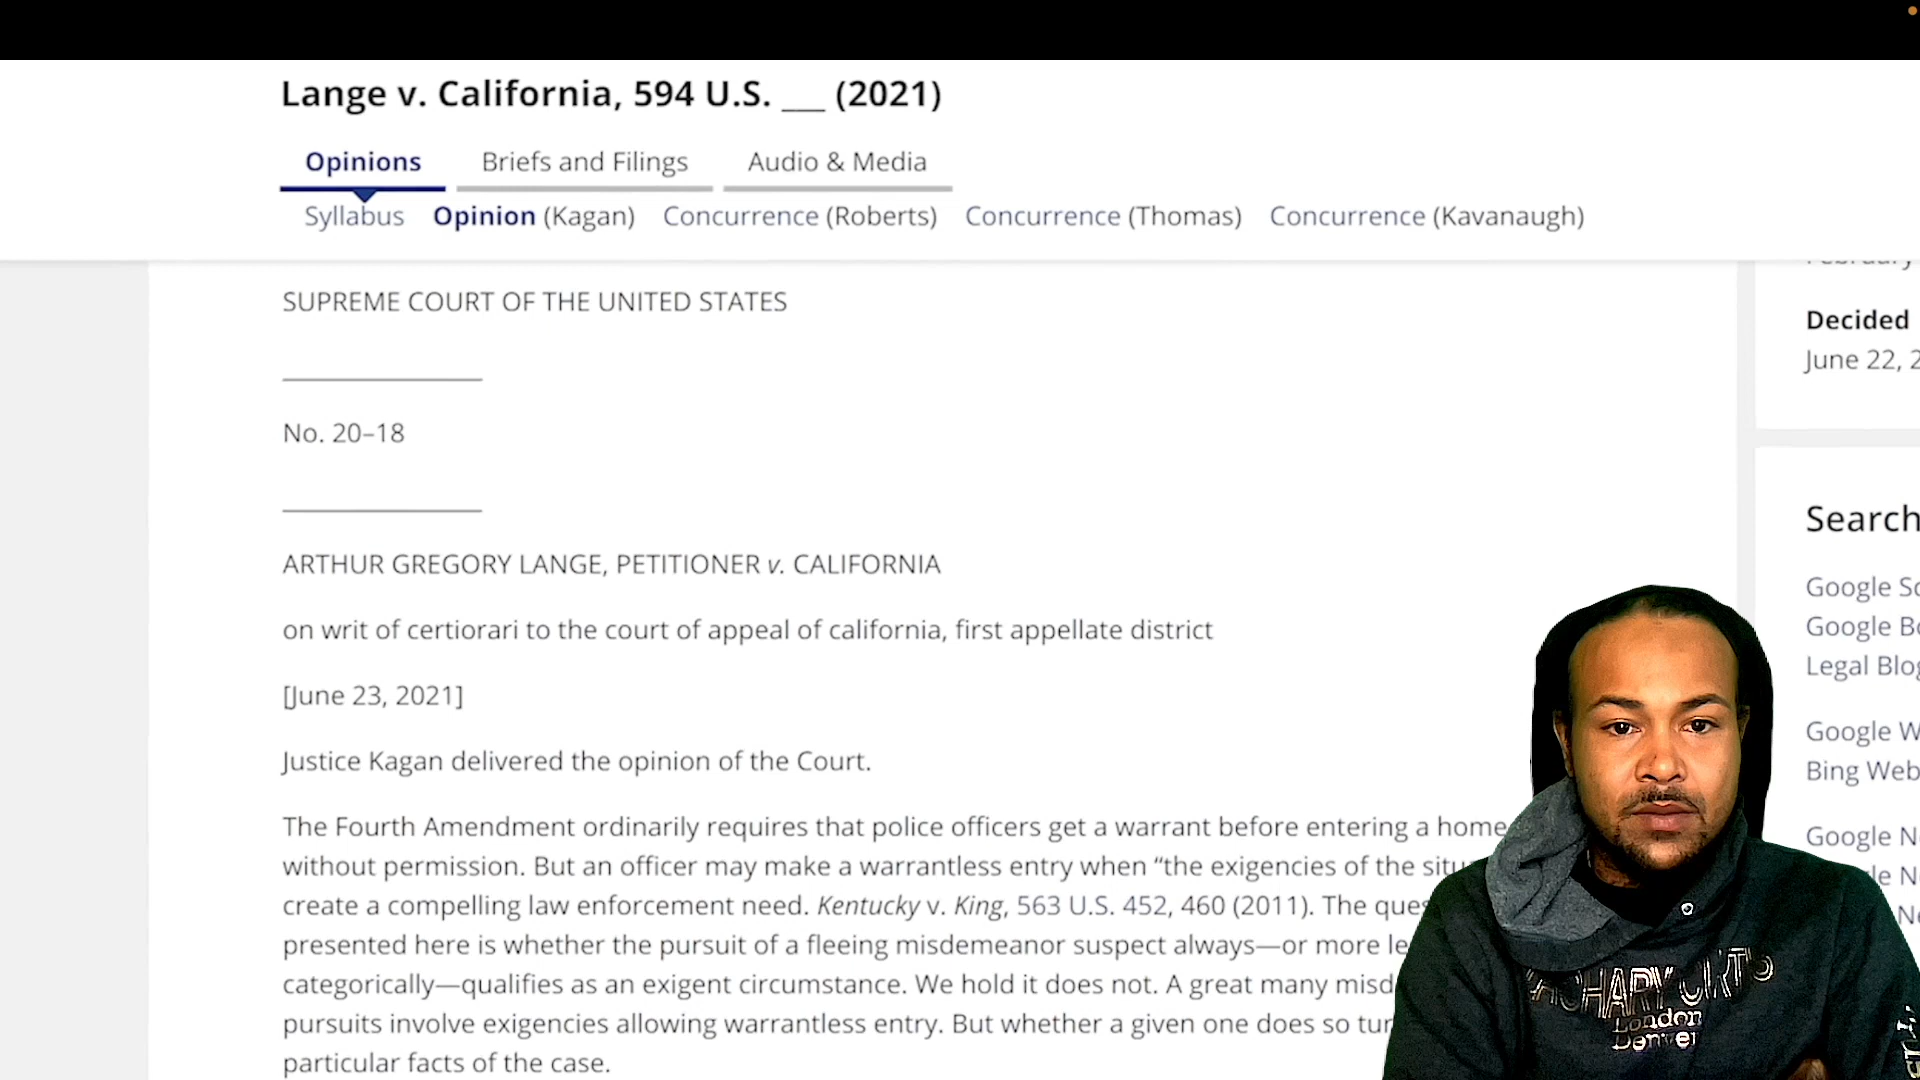 Lange v. California, 594 U.S. ___ (2021)
Opinions Briefs and Filings Audio & Media
Syllabus Opinion (Kagan) Concurrence (Roberts) Concurrence (Thomas) Concurrence (Kavanaugh)
SUPREME COURT OF THE UNITED STATES
No. 20–18
ARTHUR GREGORY LANGE, PETITIONER v. CALIFORNIA
on writ of certiorari to the court of appeal of california, first appellate district
[June 23, 2021]
Justice Kagan delivered the opinion of the Court.
The Fourth Amendment ordinarily requires that police officers get a warrant before entering a home
without permission. But an officer may make a warrantless entry when “the exigencies of the
create a compelling law enforcement need. Kentucky v. King, 563 U.S. 452, 460 (2011). The
presented here is whether the pursuit of a fleeing misdemeanor suspect always—or more
categorically—qualifies as an exigent circumstance. We hold it does not. A great many
pursuits involve exigencies allowing warrantless entry. But whether a given one does so
particular facts of the case.
Decided
June 22,
Search
Google
Google
Legal
Google
Bing Web
Google
London
Denver